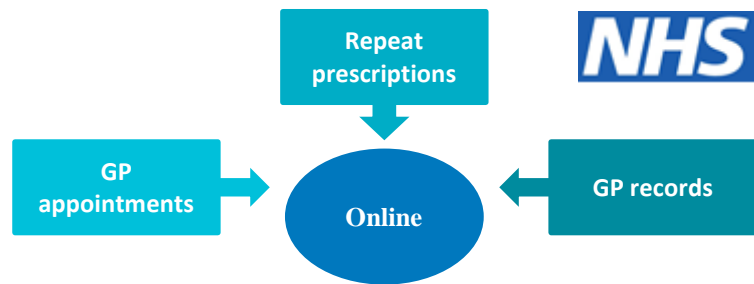 Repeat
prescriptions
NHS
GP
appointments
Online
GP records